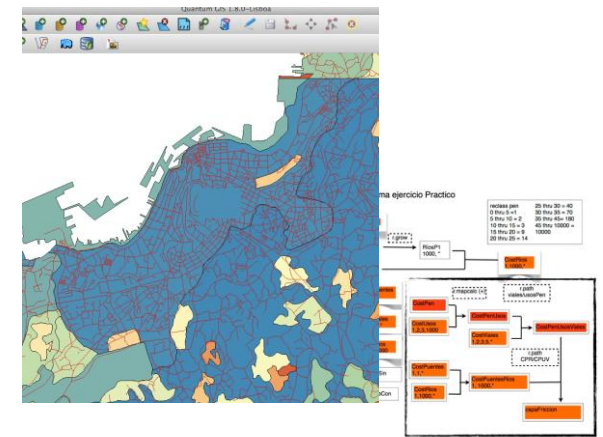 Quantum GIS 1.8.0-Lisboa
ma ejercicio Practico
reclass pen
0 thru 5 =1
5 thru 10 = 2
10 thru 15 = 3
15 thru 20 = 9
20 thru 25 = 14
25 thru 30 = 40
30 thru 35 = 70
35 thru 45= 180
45 thru 10000 =
10000
r.grow
RiosP1
1000, *
CostRios
1,1000,*
r.mapcalc (+)
r.path
viales/usosPen
CostPen
CostUsos
1,2,3,1000
CostPenUsos
CostViales
1,2,3,5,*
CostPenUsosViales
r.path
CPR/CPUV
CostPuentes
1,1,*
CostRios
1,1000,*
CostPuentesRios
1, 1000,*
capaFriccion